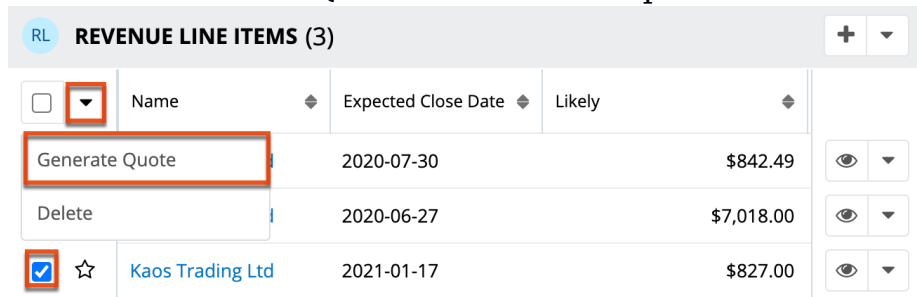 RL REVENUE LINE ITEMS (3)
Name Expected Close Date Likely
Generate Quote d 2020-07-30 $842.49
Delete d 2020-06-27 $7,018.00
Kaos Trading Ltd 2021-01-17 $827.00